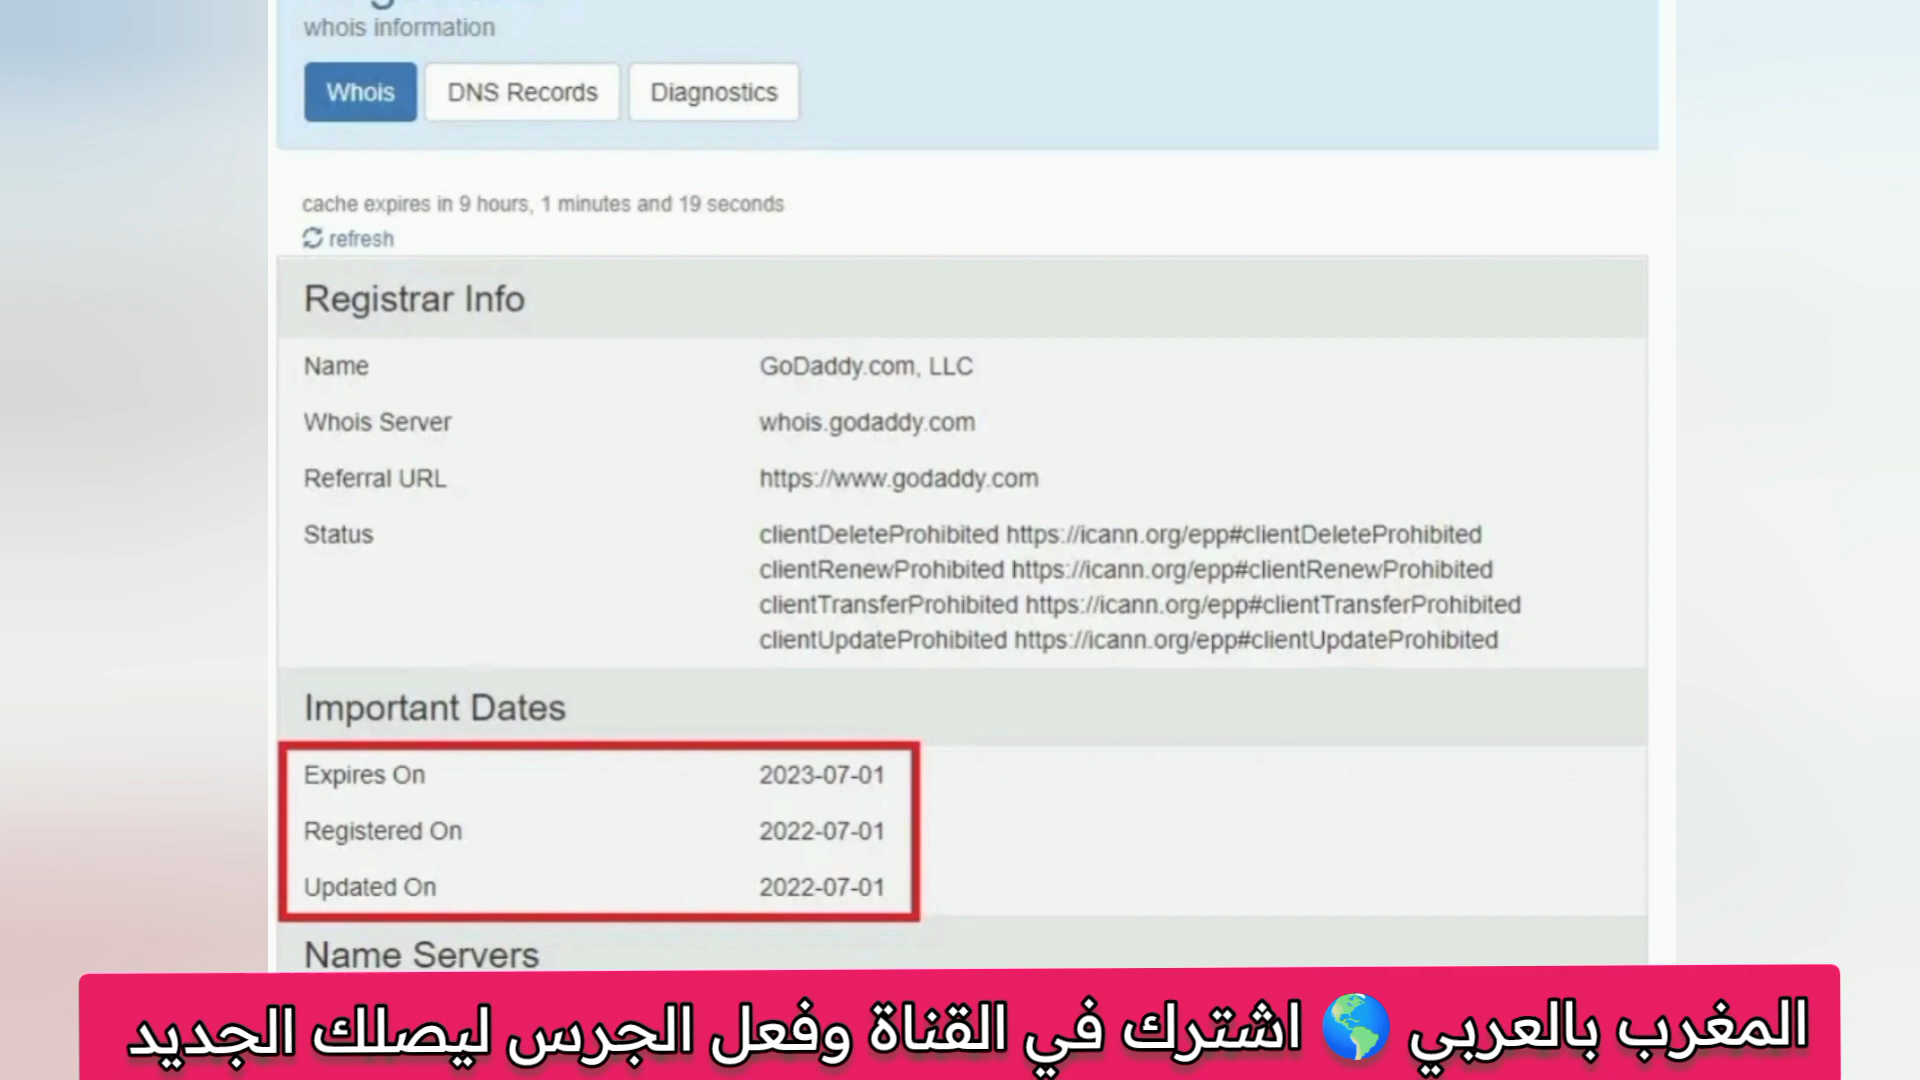 whois information
Whois DNS Records Diagnostics
cache expires in 9 hours, 1 minutes and 19 seconds
refresh
Registrar Info
Name GoDaddy.com, LLC
Whois Server whois.godaddy.com
Referral URL https://www.godaddy.com
Status clientDeleteProhibited https://icann.org/epp#clientDeleteProhibited
clientRenewProhibited https://icann.org/epp#clientRenewProhibited
clientTransferProhibited https://icann.org/epp#clientTransferProhibited
clientUpdateProhibited https://icann.org/epp#clientUpdateProhibited
Important Dates
Expires On 2023-07-01
Registered On 2022-07-01
Updated On 2022-07-01
Name Servers
المغرب بالعربي 🌎 اشترك في القناة وفعل الجرس ليصلك الجديد